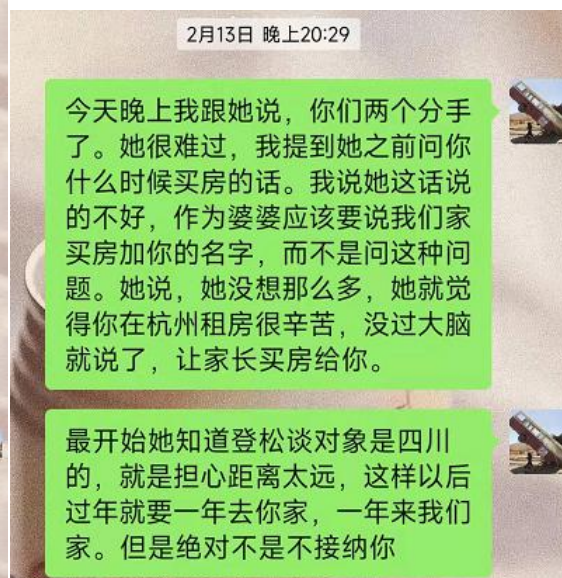 2月13日 晚上20:29
今天晚上我跟她说，你们两个分手
了。她很难过，我提到她之前问你
什么时候买房的话。我说她这话说
的不好，作为婆婆应该要说我们家
买房加你的名字，而不是问这种问
题。她说，她没想那么多，她就觉
得你在杭州租房很辛苦，没过大脑
就说了，让家长买房给你。
最开始她知道登松谈对象是四川
的，就是担心距离太远，这样以后
过年就要一年去你家，一年来我们
家。但是绝对不是不接纳你